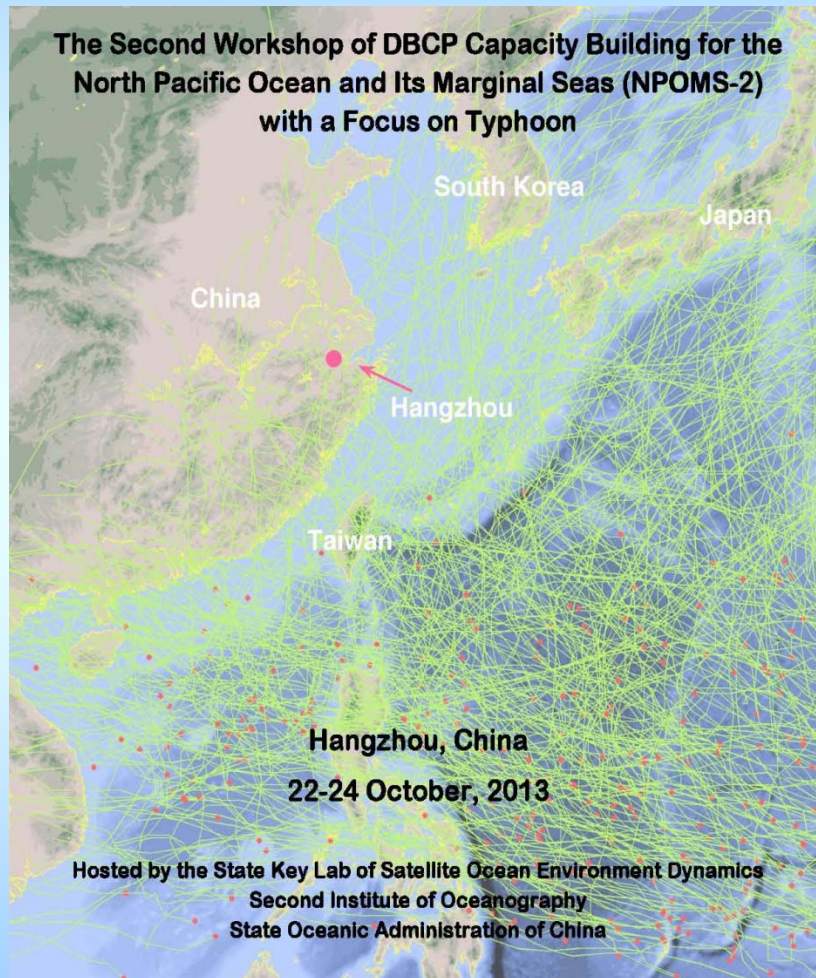 The Second Workshop of DBCP Capacity Building for the
North Pacific Ocean and Its Marginal Seas (NPOMS-2)
with a Focus on Typhoon
South Korea
Japan
China
Hangzhou
Taiwan
Hangzhou, China
22-24 October, 2013
Hosted by the State Key Lab of Satellite Ocean Environment Dynamics
Second Institute of Oceanography
State Oceanic Administration of China